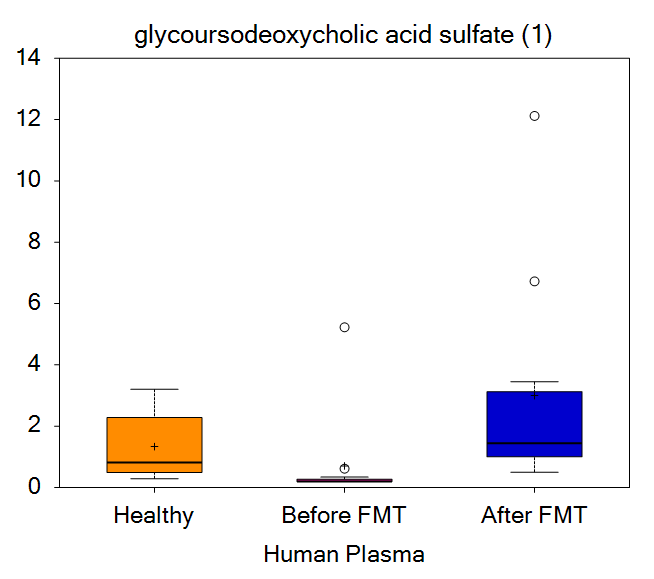 glycoursodeoxycholic acid sulfate (1)
14
12
10
8
6
4
2
0
Healthy Before FMT After FMT
Human Plasma